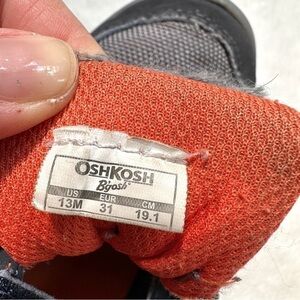 OSHKOSH
B'gosh
US EUR CM
13M 31 19.1